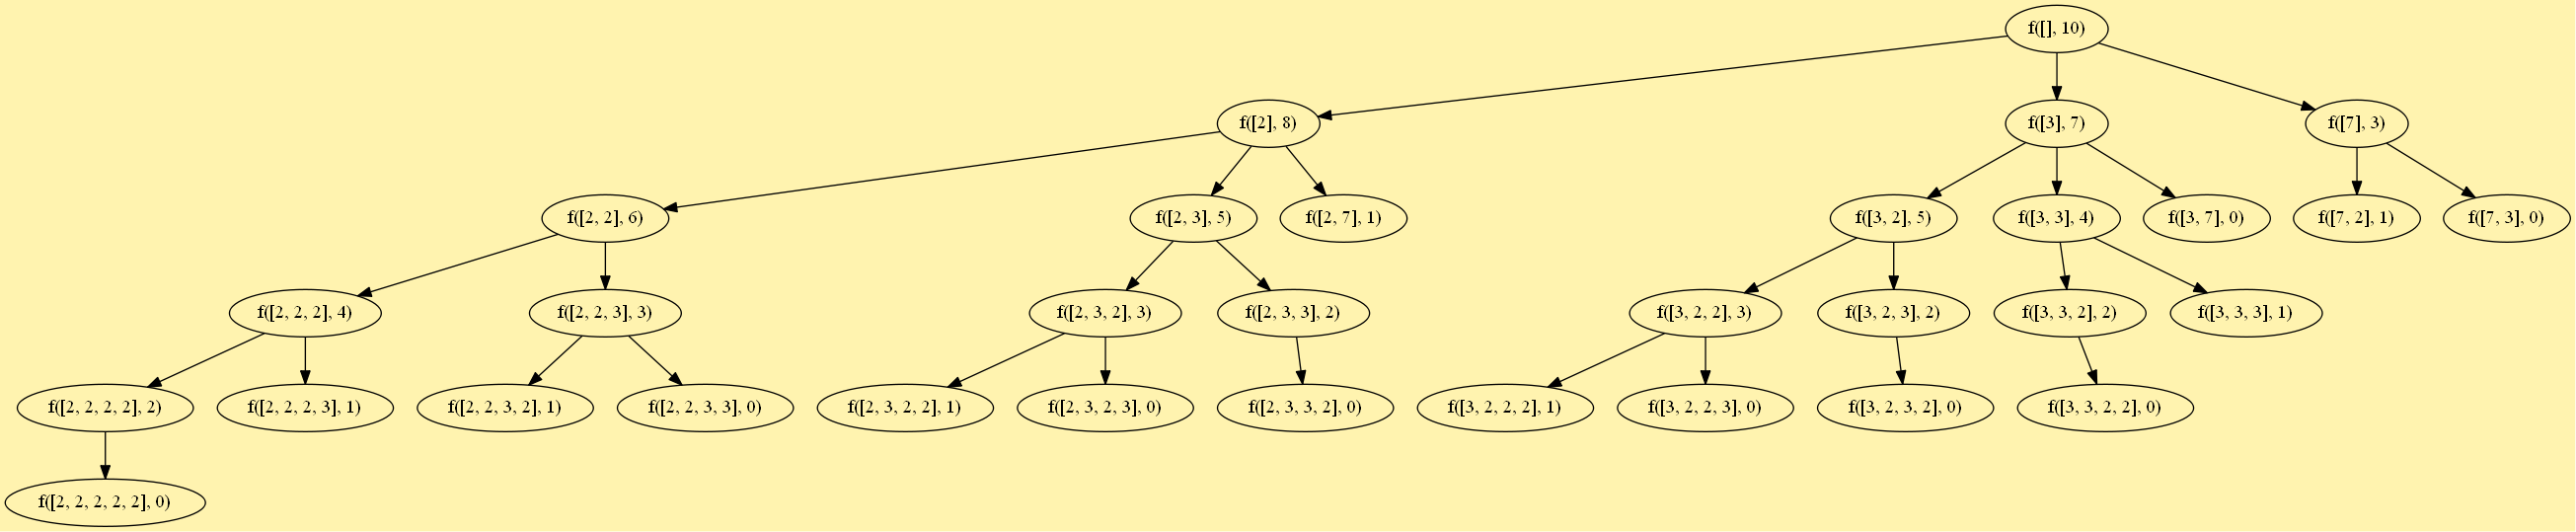 f([], 10)
f([2], 8)
f([3], 7)
f([7], 3)
f([2, 2], 6)
f([2, 3], 5)
f([2, 7], 1)
f([3, 2], 5)
f([3, 3], 4)
f([3, 7], 0)
f([7, 2], 1)
f([7, 3], 0)
f([2, 2, 2], 4)
f([2, 2, 3], 3)
f([2, 3, 2], 3)
f([2, 3, 3], 2)
f([3, 2, 2], 3)
f([3, 2, 3], 2)
f([3, 3, 2], 2)
f([3, 3, 3], 1)
f([2, 2, 2, 2], 2)
f([2, 2, 2, 3], 1)
f([2, 2, 3, 2], 1)
f([2, 2, 3, 3], 0)
f([2, 3, 2, 2], 1)
f([2, 3, 2, 3], 0)
f([2, 3, 3, 2], 0)
f([3, 2, 2, 2], 1)
f([3, 2, 2, 3], 0)
f([3, 2, 3, 2], 0)
f([3, 3, 2, 2], 0)
f([2, 2, 2, 2, 2], 0)